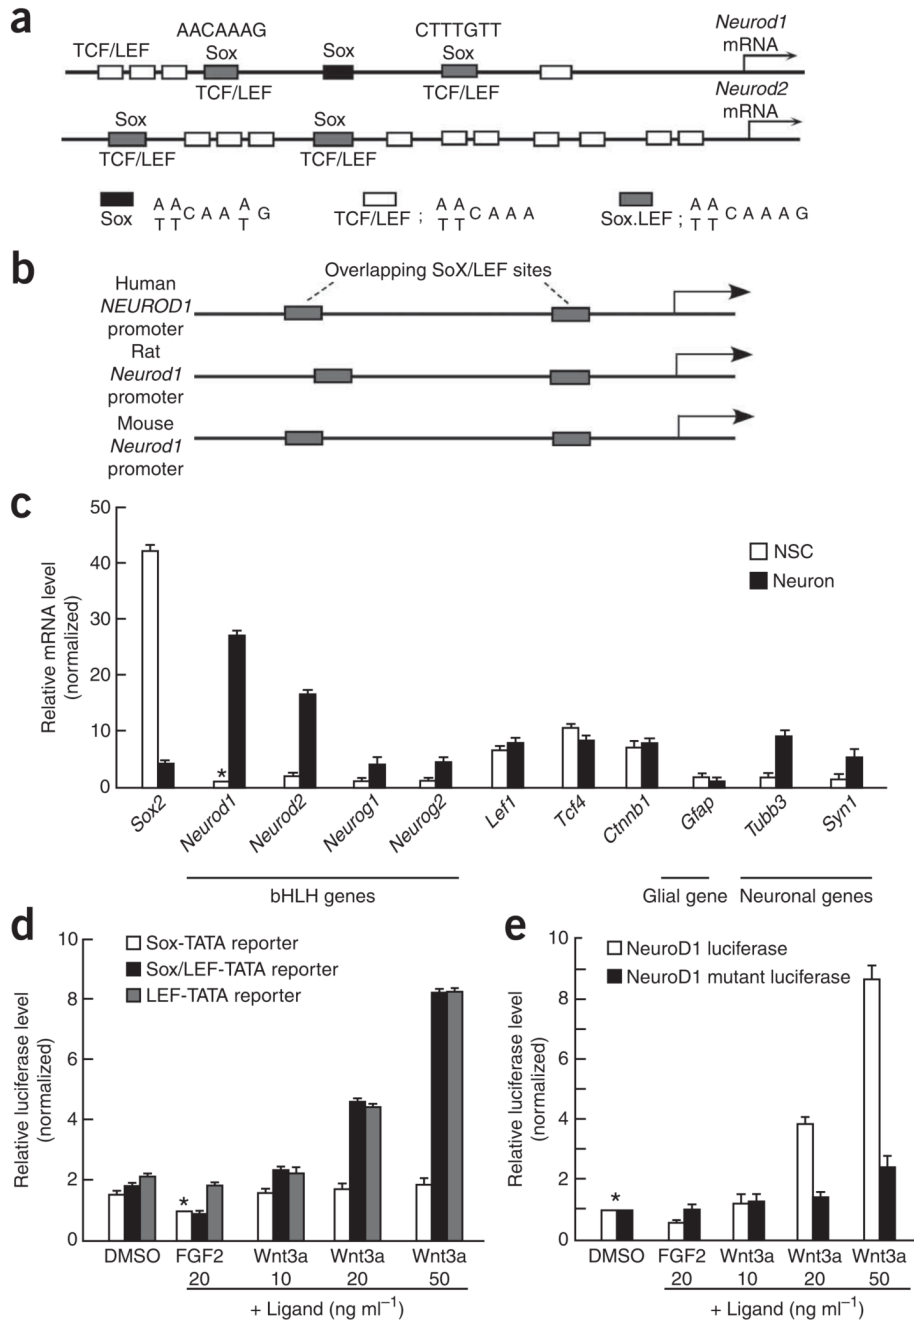 a
AACAAAG
CTTTGTT
Neurod1
mRNA
TCF/LEF
Sox
Sox
Sox
TCF/LEF
TCF/LEF
Neurod2
mRNA
Sox
Sox
TCF/LEF
TCF/LEF
Sox
A A A
T T C A A T G
TCF/LEF ;
A A
T T C A A A
Sox.LEF ;
A A
T T C A A A G
b
Overlapping SoX/LEF sites
Human
NEUROD1
promoter
Rat
Neurod1
promoter
Mouse
Neurod1
promoter
c
Relative mRNA level
(normalized)
50
40
30
20
10
0
NSC
Neuron
*
Sox2
Neurod1
Neurod2
Neurog1
Neurog2
Lef1
Tcf4
Ctnnb1
Gfap
Tubb3
Syn1
bHLH genes
Glial gene
Neuronal genes
d
Relative luciferase level
(normalized)
10
8
6
4
2
0
Sox-TATA reporter
Sox/LEF-TATA reporter
LEF-TATA reporter
*
DMSO FGF2 Wnt3a Wnt3a Wnt3a
20 10 20 50
+ Ligand (ng ml–1)
e
Relative luciferase level
(normalized)
10
8
6
4
2
0
NeuroD1 luciferase
NeuroD1 mutant luciferase
*
DMSO FGF2 Wnt3a Wnt3a Wnt3a
20 10 20 50
+ Ligand (ng ml–1)